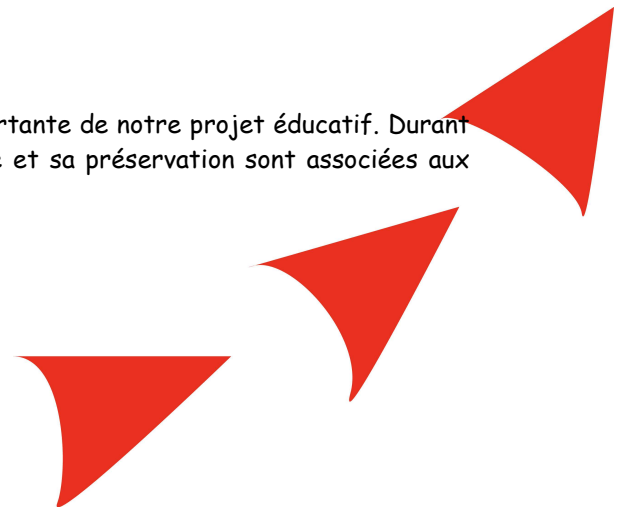 rtante de notre projet éducatif. Durant
et sa préservation sont associées aux